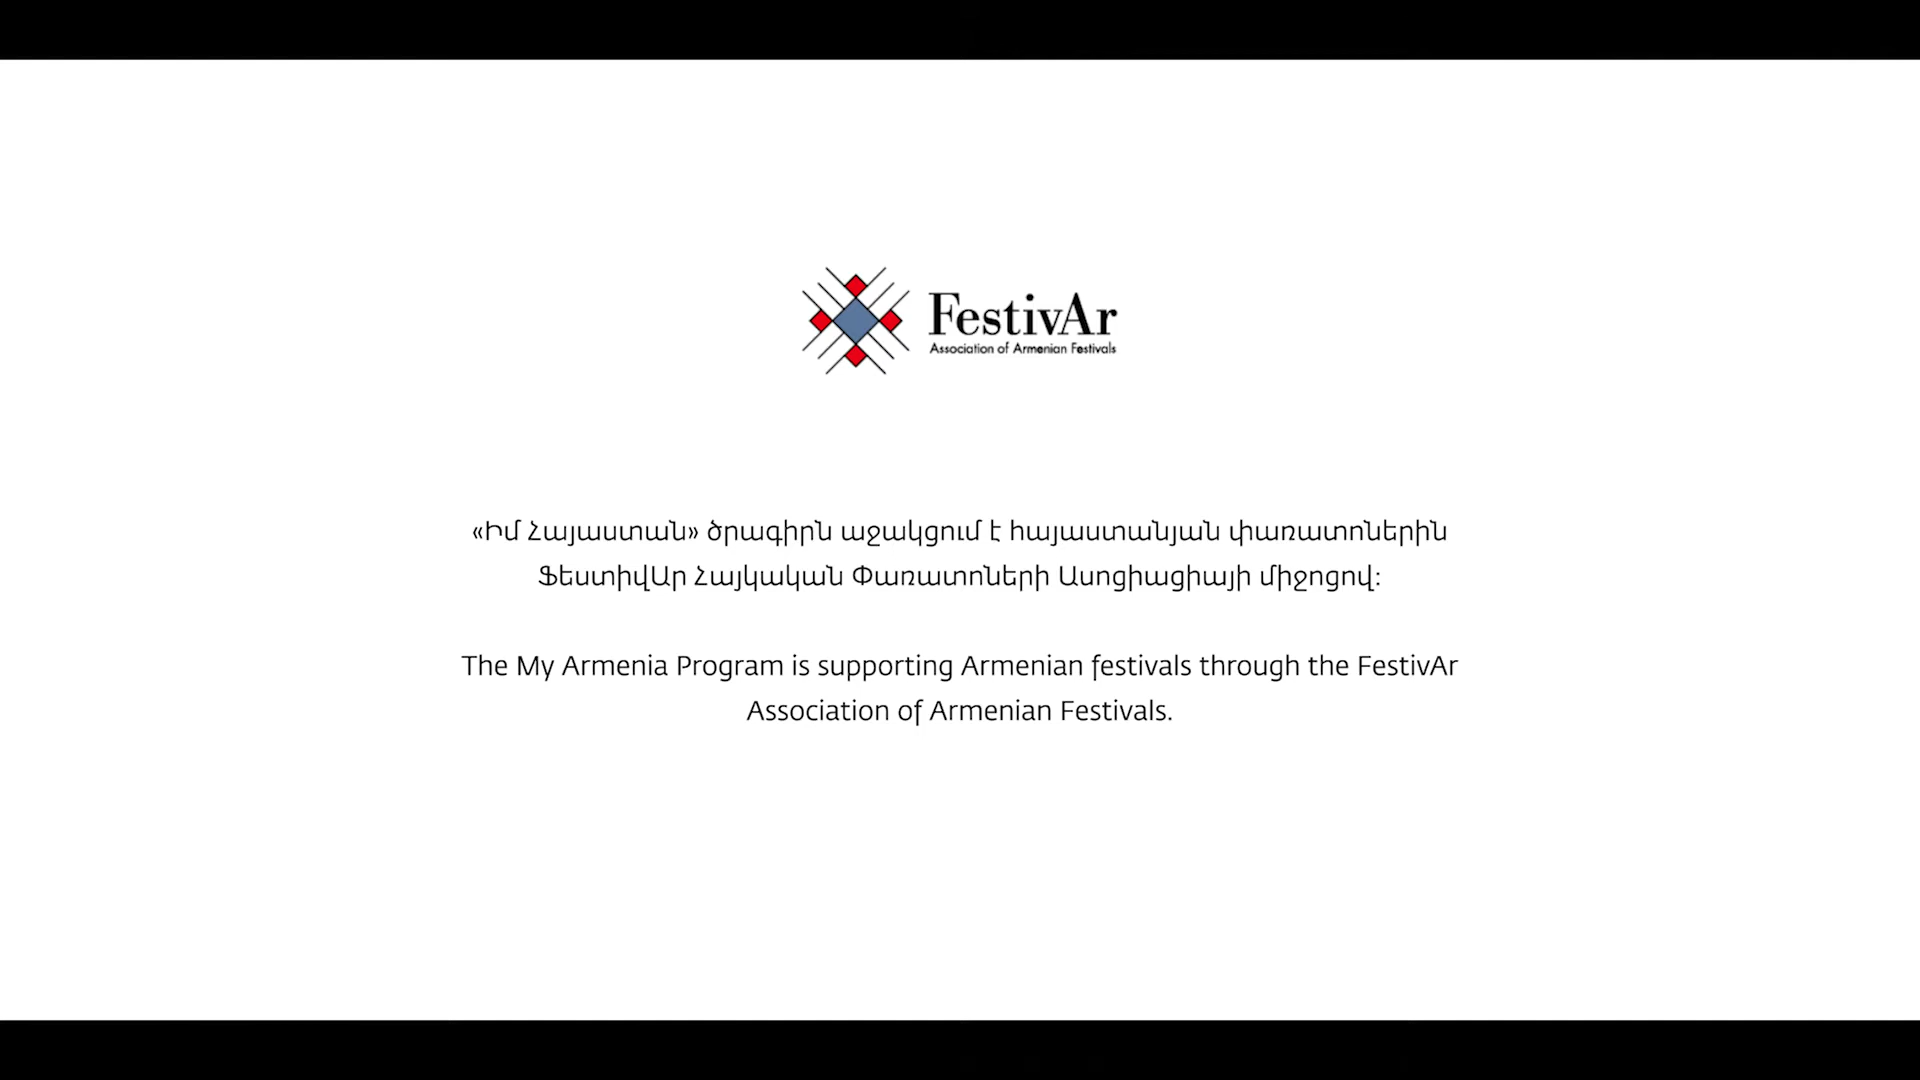 FestivAr
Association of Armenian Festivals
«Իմ Հայաստան» ծրագիրն աջակցում է հայաստանյան փառատոներին
ՖեստիվԱր Հայկական Փառատոների Ասոցիացիայի միջոցով:
The My Armenia Program is supporting Armenian festivals through the FestivAr
Association of Armenian Festivals.